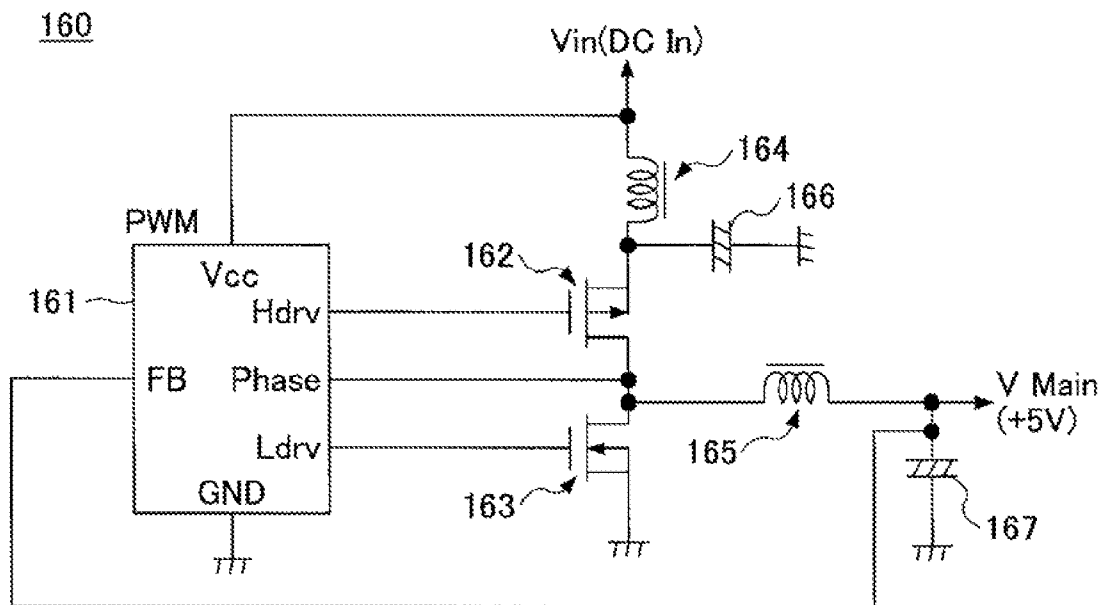 160
Vin(DC In)
164
166
PWM
162
Vcc
161
Hdrv
FB
Phase
V Main
(+5V)
Ldrv
165
GND
163
167